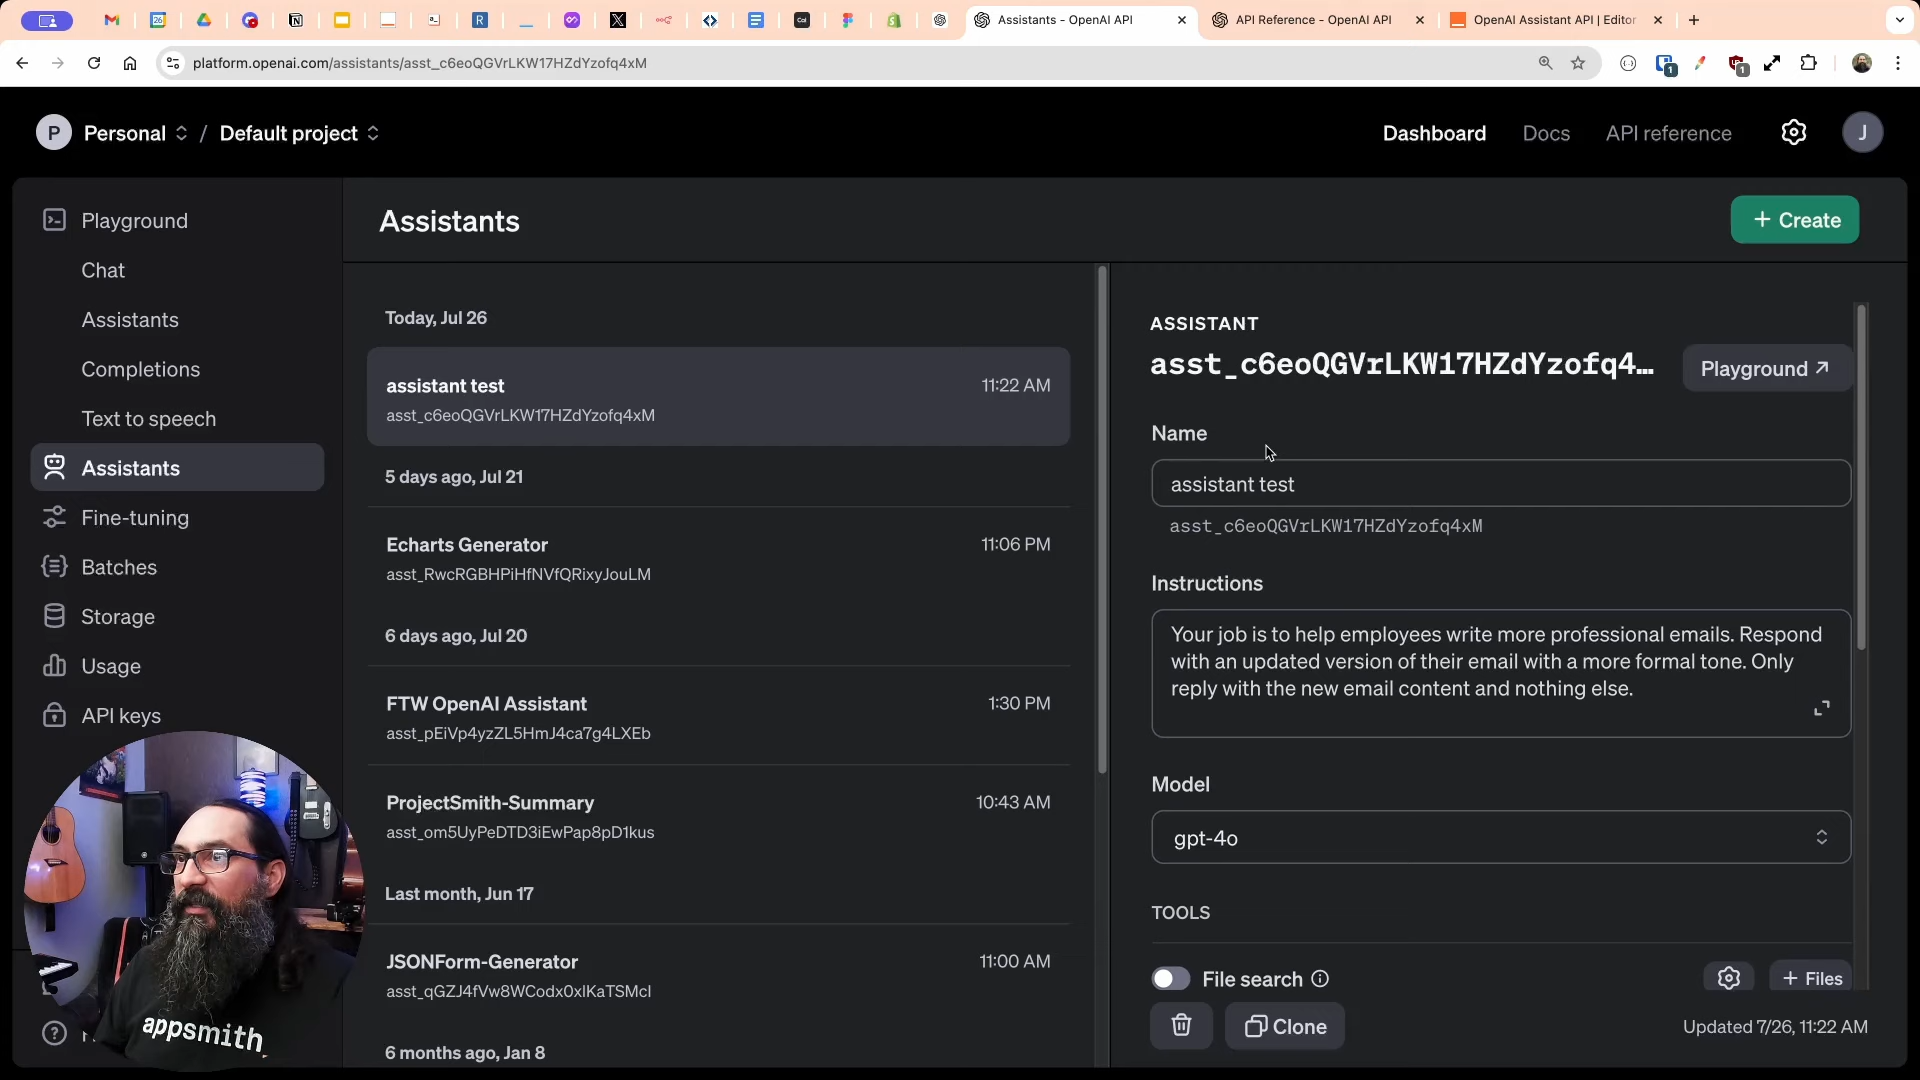 Assistants - OpenAI API
API Reference - OpenAI API
OpenAI Assistant API | Editor
platform.openai.com/assistants/asst_c6eoQGVrLKW17HZdYzofq4xM
P Personal / Default project
Dashboard
Docs
API reference
J
Playground
Chat
Assistants
Completions
Text to speech
Assistants
Fine-tuning
Batches
Storage
Usage
API keys
appsmith
Assistants
+ Create
Today, Jul 26
assistant test 11:22 AM
asst_c6eoQGVrLKW17HZdYzofq4xM
5 days ago, Jul 21
Echarts Generator 11:06 PM
asst_RwcRGBHPiHfNVfQRixyJouLM
6 days ago, Jul 20
FTW OpenAI Assistant 1:30 PM
asst_pEiVp4yzZL5HmJ4ca7g4LXEb
ProjectSmith-Summary 10:43 AM
asst_om5UyPeDTD3iEwPap8pD1kus
Last month, Jun 17
JSONForm-Generator 11:00 AM
asst_qGZJ4fVw8WCodx0xlKaTSMcI
6 months ago, Jan 8
ASSISTANT
asst_c6eoQGVrLKW17HZdYzofq4…
Playground
Name
assistant test
asst_c6eoQGVrLKW17HZdYzofq4xM
Instructions
Your job is to help employees write more professional emails. Respond
with an updated version of their email with a more formal tone. Only
reply with the new email content and nothing else.
Model
gpt-4o
TOOLS
File search
+ Files
Clone
Updated 7/26, 11:22 AM